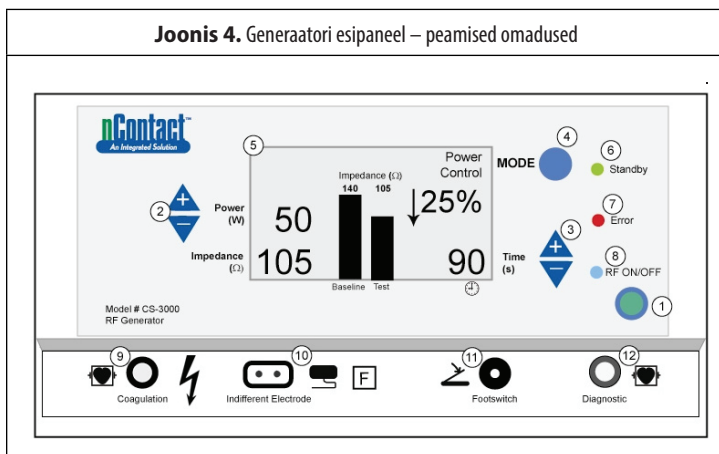 Joonis 4. Generaatori esipaneel – peamised omadused
nContact™
An Integrated Solution
5
Power
Control
MODE
4
6
Standby
Impedance (Ω)
140 105
25%
7
Error
2
Power
(W)
50
3
Impedance
(Ω)
105
90
Time
(s)
8
RF ON/OFF
Baseline Test
1
Model # CS-3000
RF Generator
9
Coagulation
10
Indifferent Electrode
F
11
Footswitch
12
Diagnostic